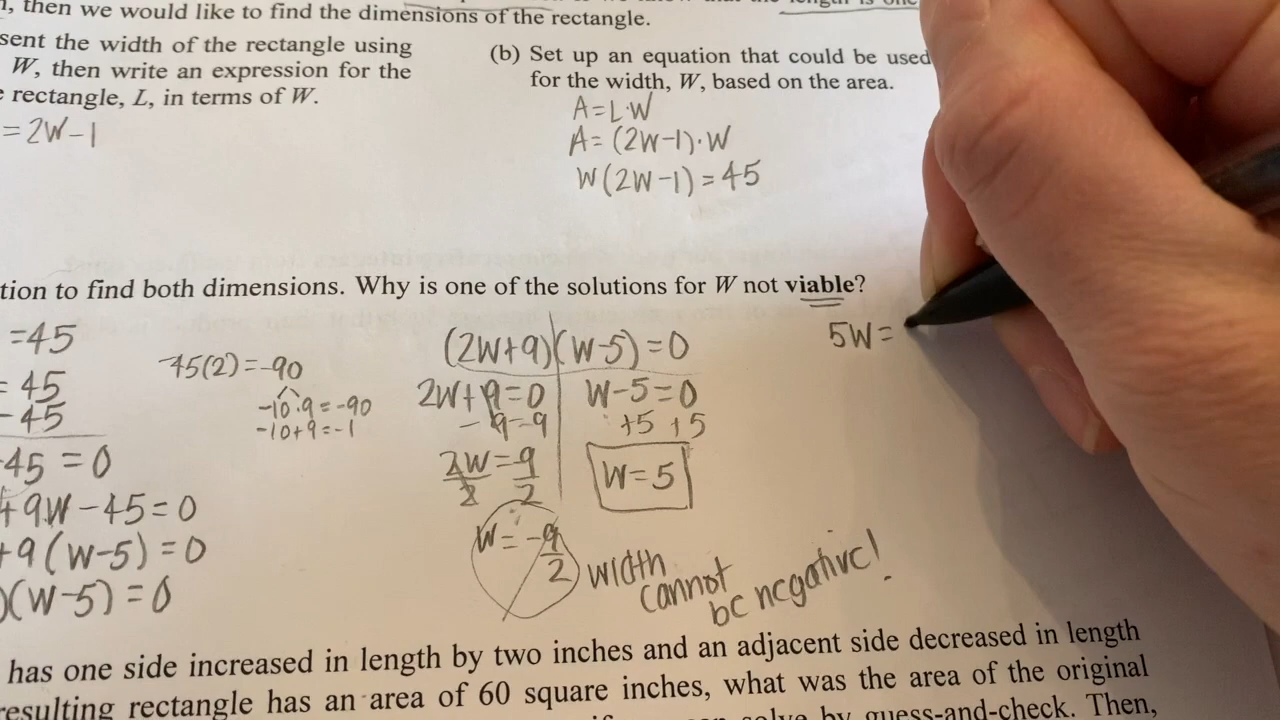 , then we would like to find the dimensions of the rectangle.
sent the width of the rectangle using
W, then write an expression for the
rectangle, L, in terms of W.
= 2W-1
(b) Set up an equation that could be used
for the width, W, based on the area.
A=L·W
A=(2W-1)·W
W(2W-1)=45
tion to find both dimensions. Why is one of the solutions for W not viable?
=45
= 45
-45
45 = 0
+9W-45=0
+9(W-5)=0
)(W-5)=0
-45(2)=-90
-10·9=-90
-10+9=-1
(2W+9)(W-5)=0
2W+9=0
-9-9
2W=-9
2 2
W=-9/2
W-5=0
+5 +5
W=5
width
cannot
be negative!
5W=
has one side increased in length by two inches and an adjacent side decreased in length
resulting rectangle has an area of 60 square inches, what was the area of the original
solve by guess-and-check. Then,